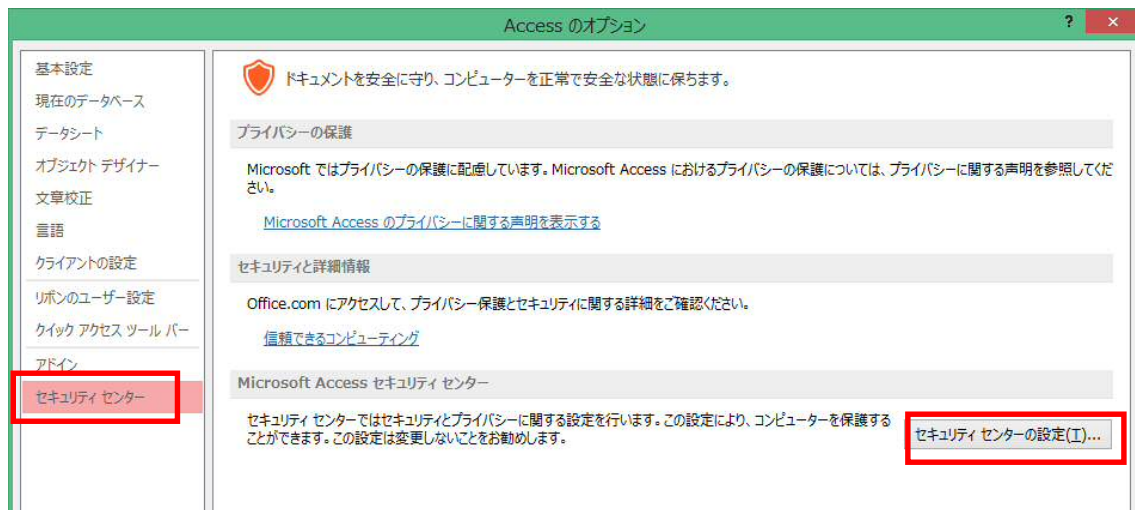 Access のオプション
?
×
基本設定
現在のデータベース
データシート
オブジェクト デザイナー
文章校正
言語
クライアントの設定
リボンのユーザー設定
クイック アクセス ツール バー
アドイン
セキュリティ センター
ドキュメントを安全に守り、コンピューターを正常で安全な状態に保ちます。
プライバシーの保護
Microsoft ではプライバシーの保護に配慮しています。Microsoft Access におけるプライバシーの保護については、プライバシーに関する声明を参照してくだ
さい。
Microsoft Access のプライバシーに関する声明を表示する
セキュリティと詳細情報
Office.com にアクセスして、プライバシー保護とセキュリティに関する詳細をご確認ください。
信頼できるコンピューティング
Microsoft Access セキュリティ センター
セキュリティ センターではセキュリティとプライバシーに関する設定を行います。この設定により、コンピューターを保護する
ことができます。この設定は変更しないことをお勧めします。
セキュリティ センターの設定(T)...